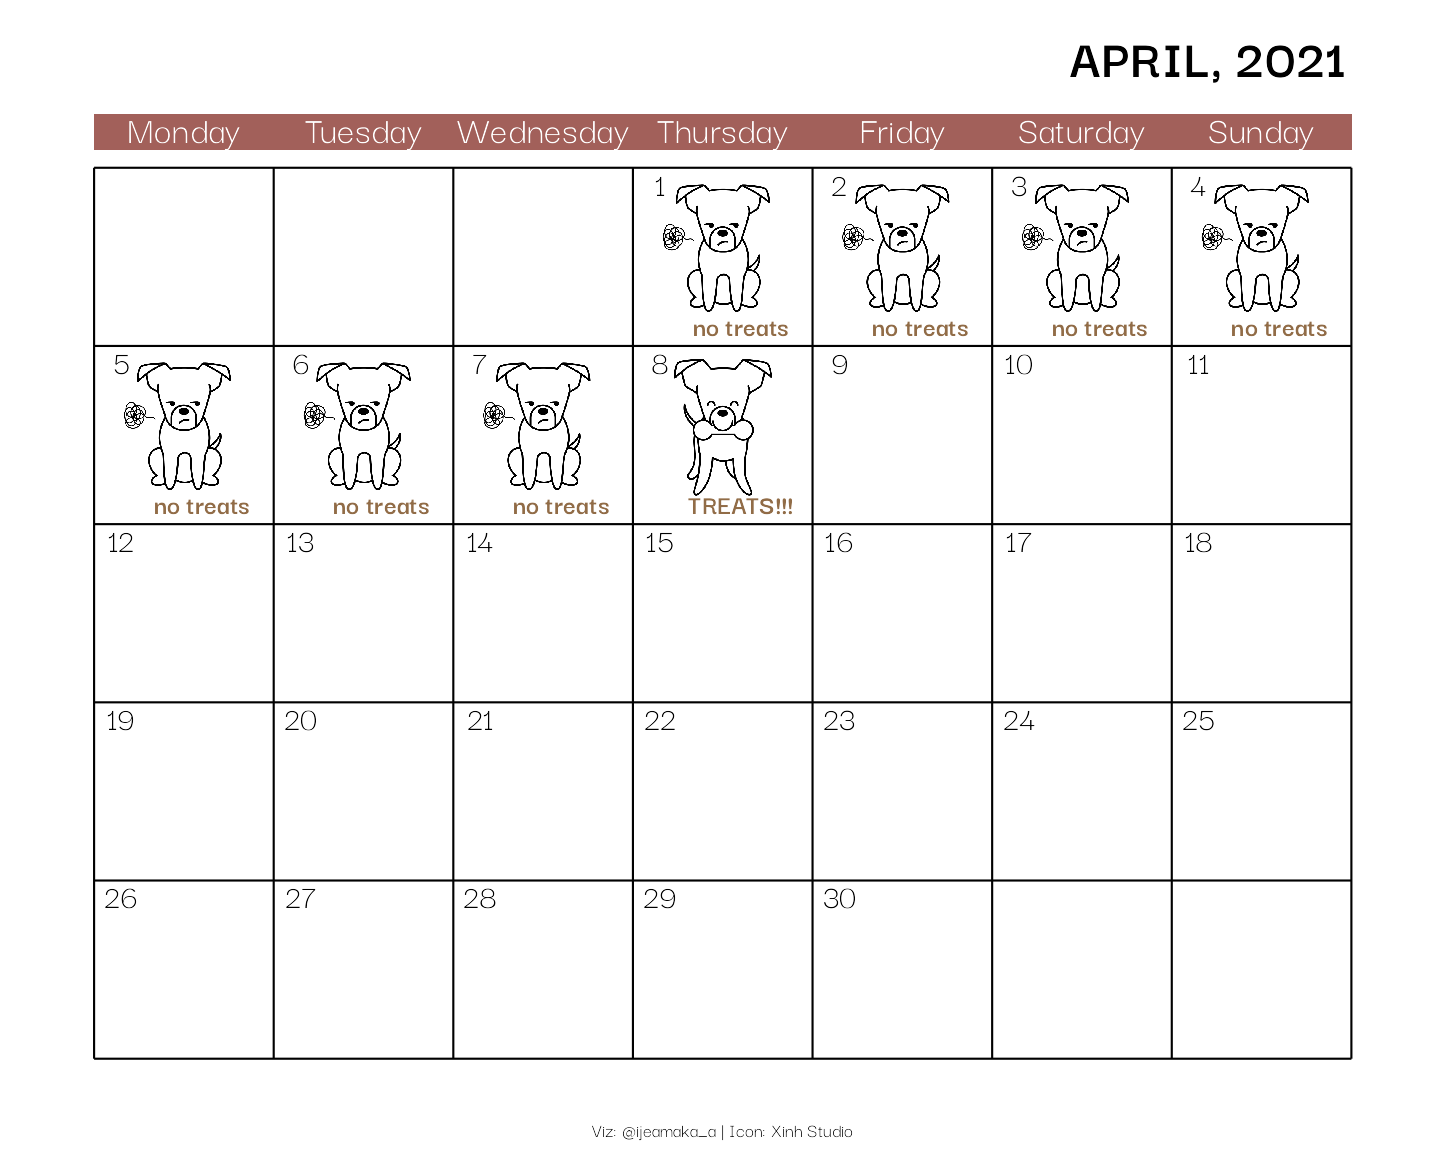 APRIL, 2021
Monday Tuesday Wednesday Thursday Friday Saturday Sunday
1 2 3 4
no treats no treats no treats no treats
5 6 7 8 9 10 11
no treats no treats no treats TREATS!!!
12 13 14 15 16 17 18
19 20 21 22 23 24 25
26 27 28 29 30
Viz: @ijeamaka_a | Icon: Xinh Studio